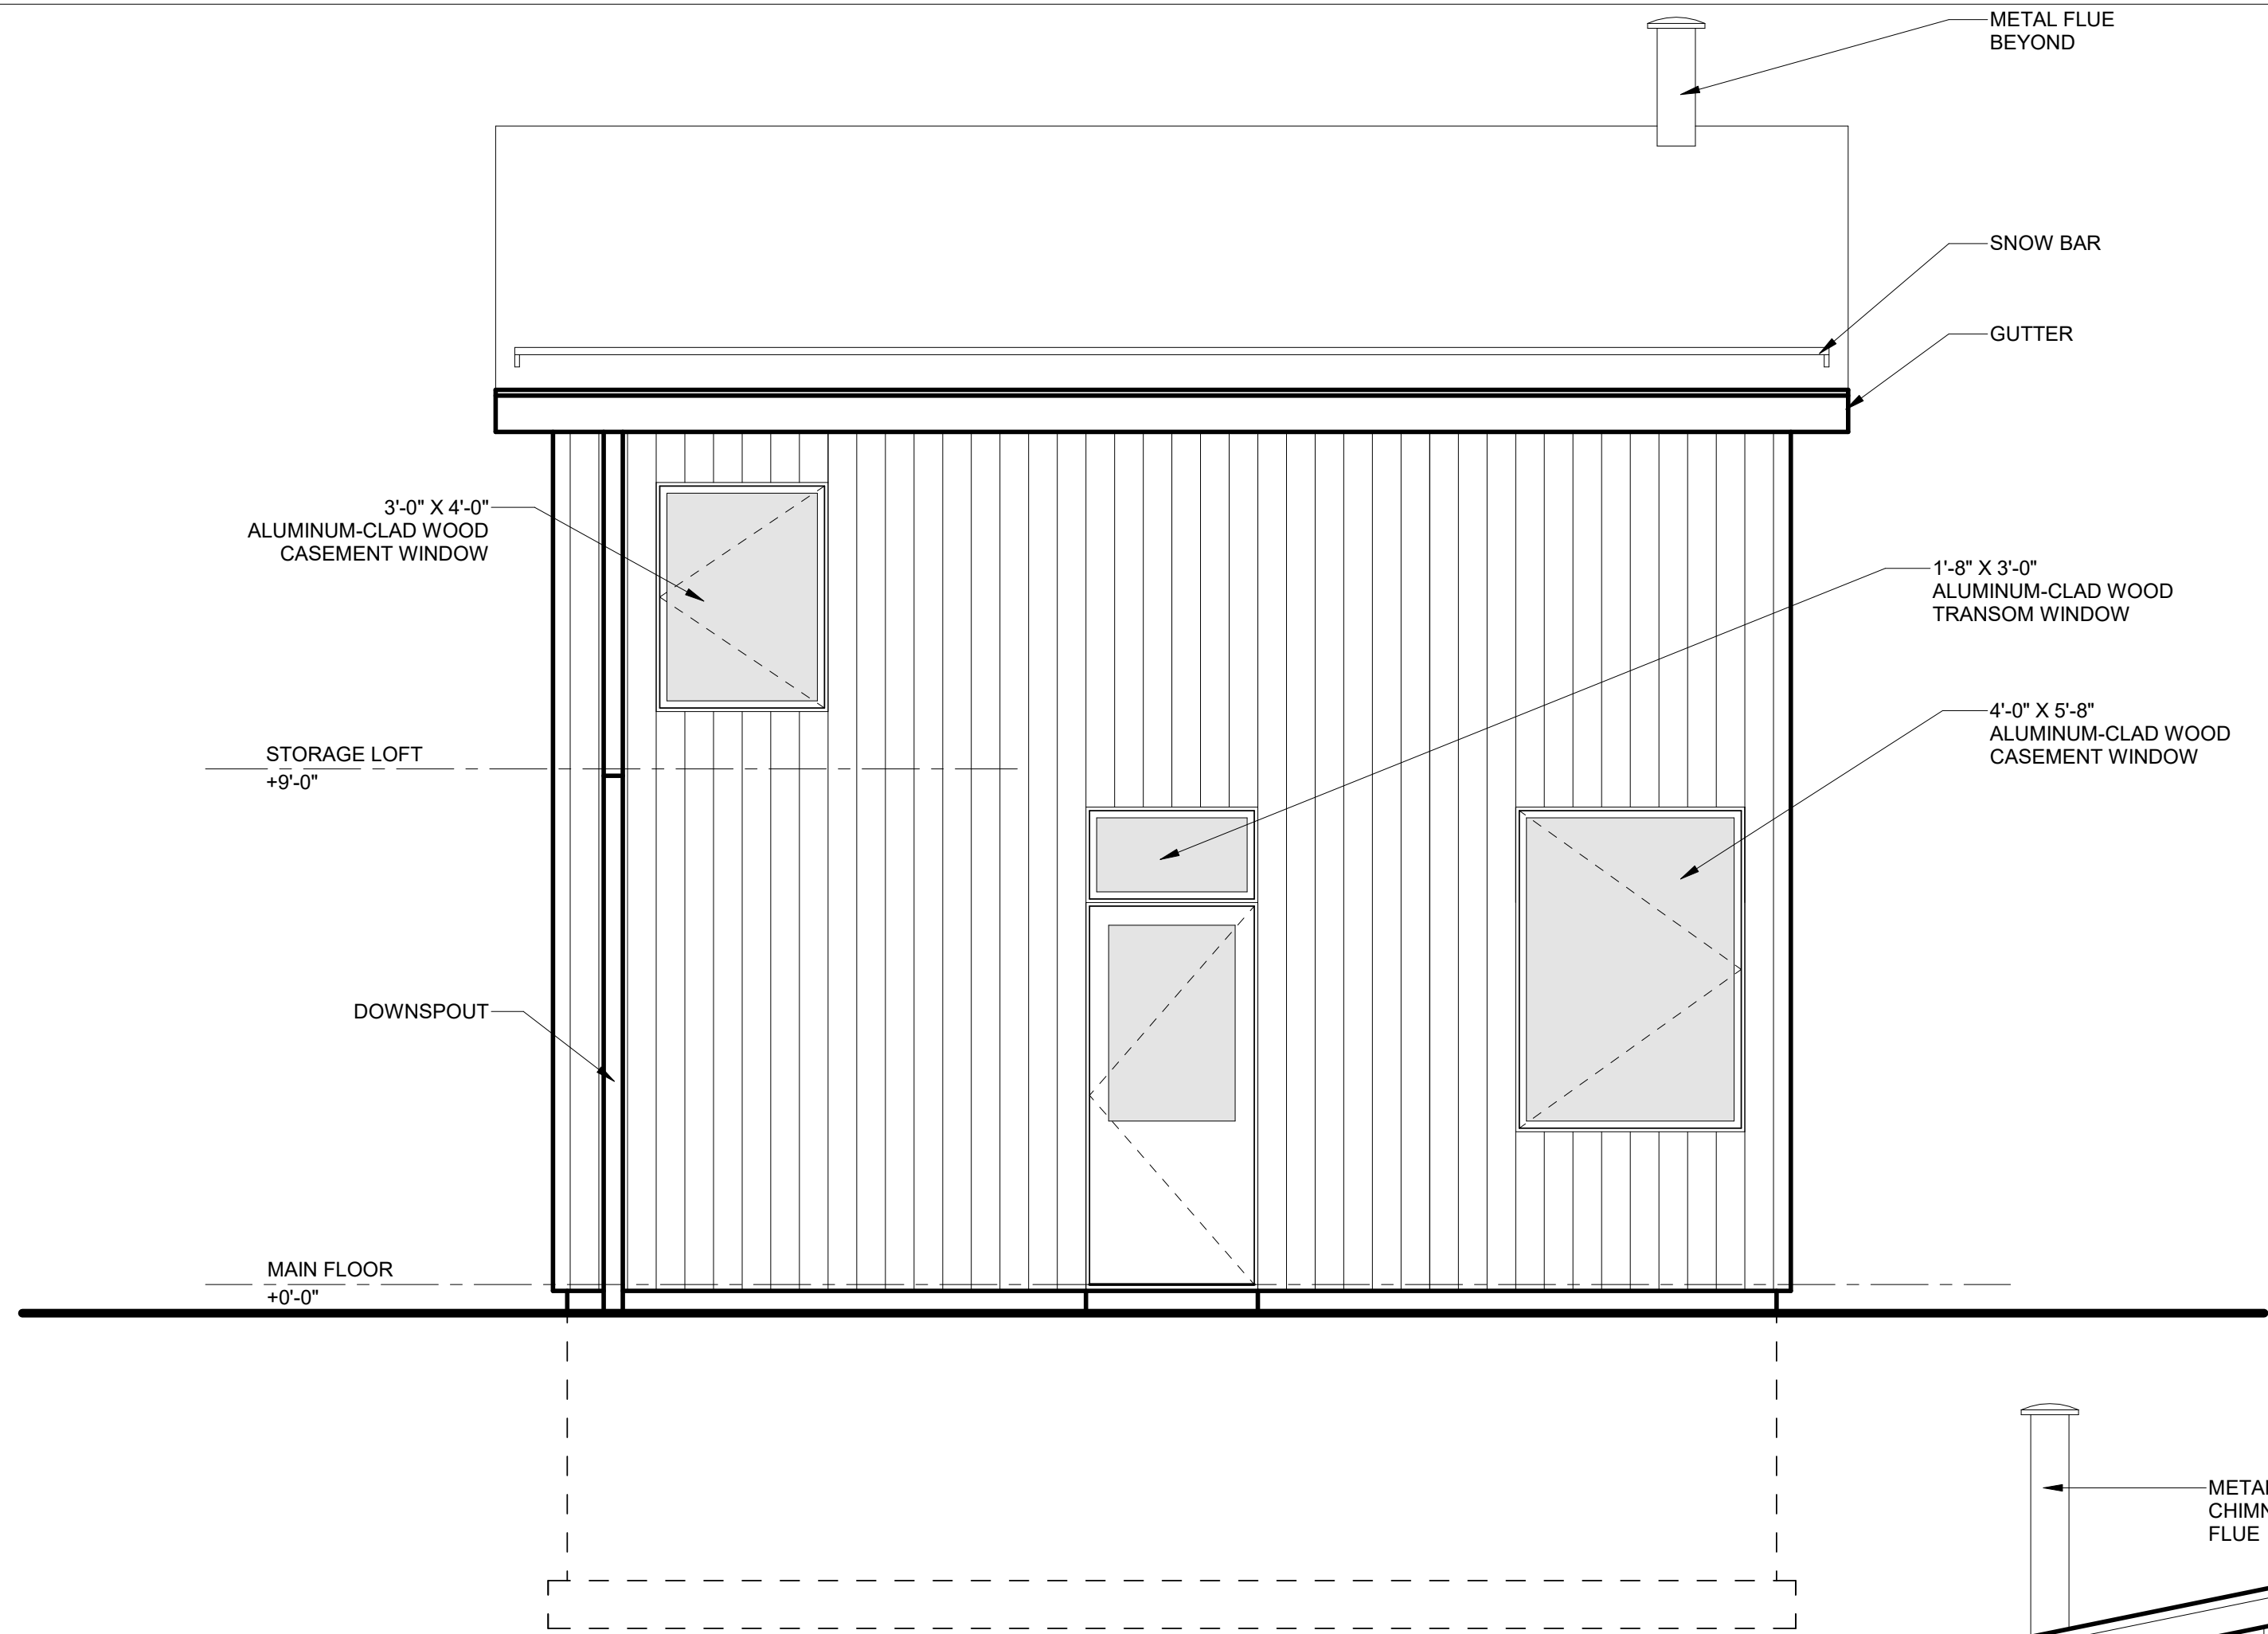 METAL FLUE
BEYOND
SNOW BAR
GUTTER
3'-0" X 4'-0"
ALUMINUM-CLAD WOOD
CASEMENT WINDOW
1'-8" X 3'-0"
ALUMINUM-CLAD WOOD
TRANSOM WINDOW
4'-0" X 5'-8"
ALUMINUM-CLAD WOOD
CASEMENT WINDOW
STORAGE LOFT
+9'-0"
DOWNSPOUT
MAIN FLOOR
+0'-0"
FLUE